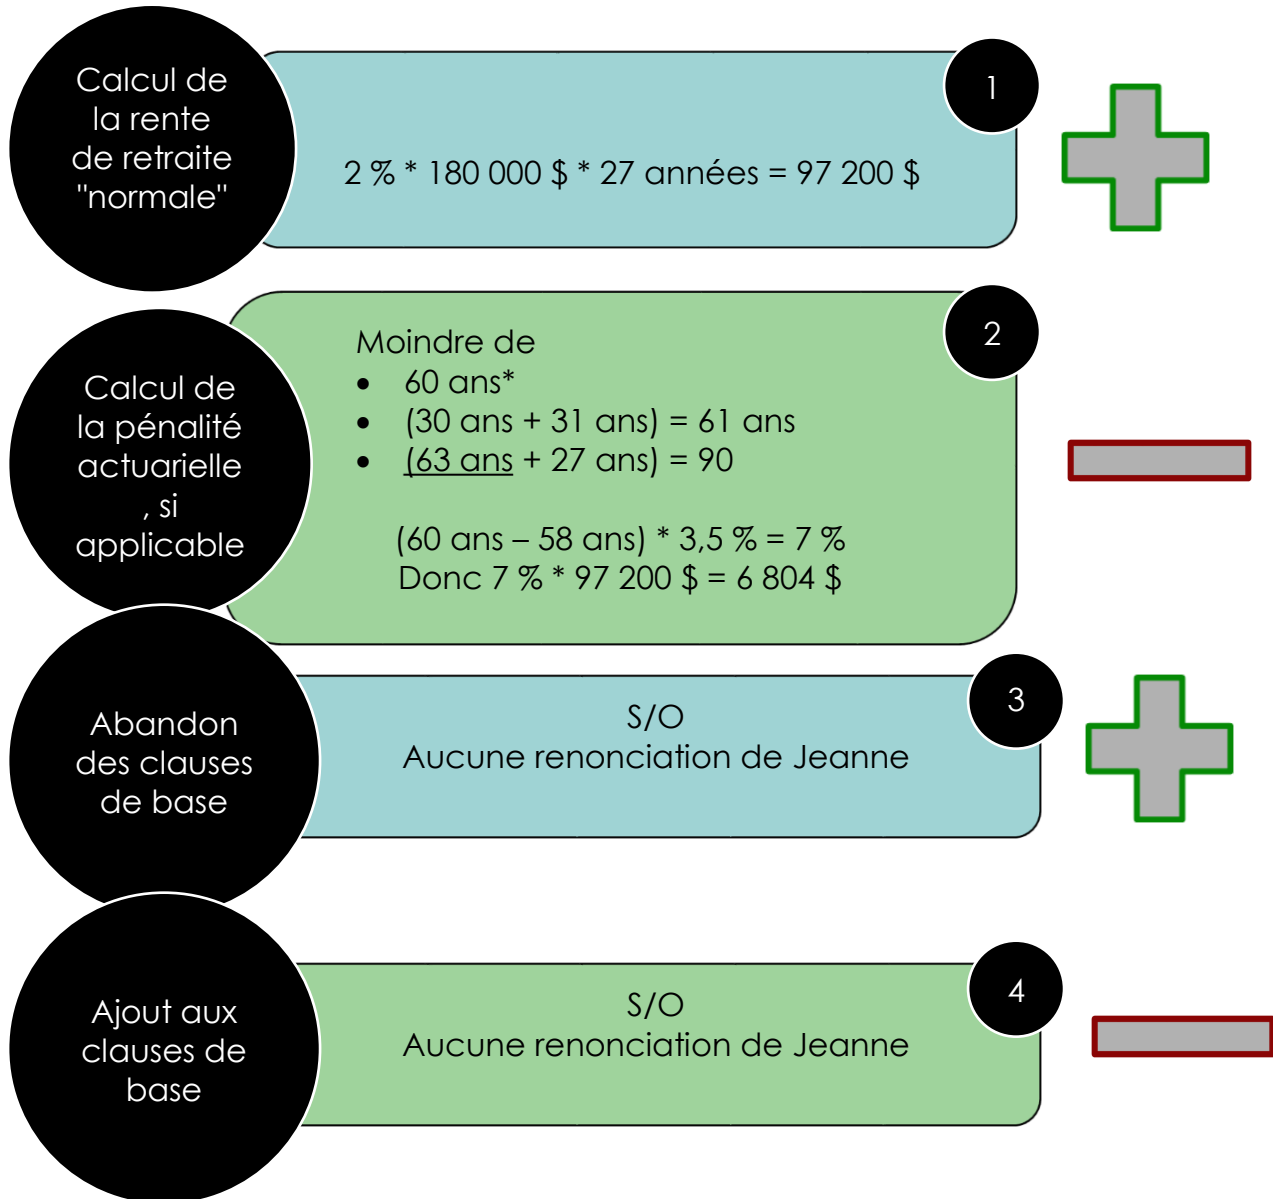 Calcul de
la rente
de retraite
"normale"
1
2 % * 180 000 $ * 27 années = 97 200 $
Calcul de
la pénalité
actuarielle
, si
applicable
2
Moindre de
• 60 ans*
• (30 ans + 31 ans) = 61 ans
• (63 ans + 27 ans) = 90
(60 ans – 58 ans) * 3,5 % = 7 %
Donc 7 % * 97 200 $ = 6 804 $
Abandon
des clauses
de base
3
S/O
Aucune renonciation de Jeanne
Ajout aux
clauses de
base
4
S/O
Aucune renonciation de Jeanne